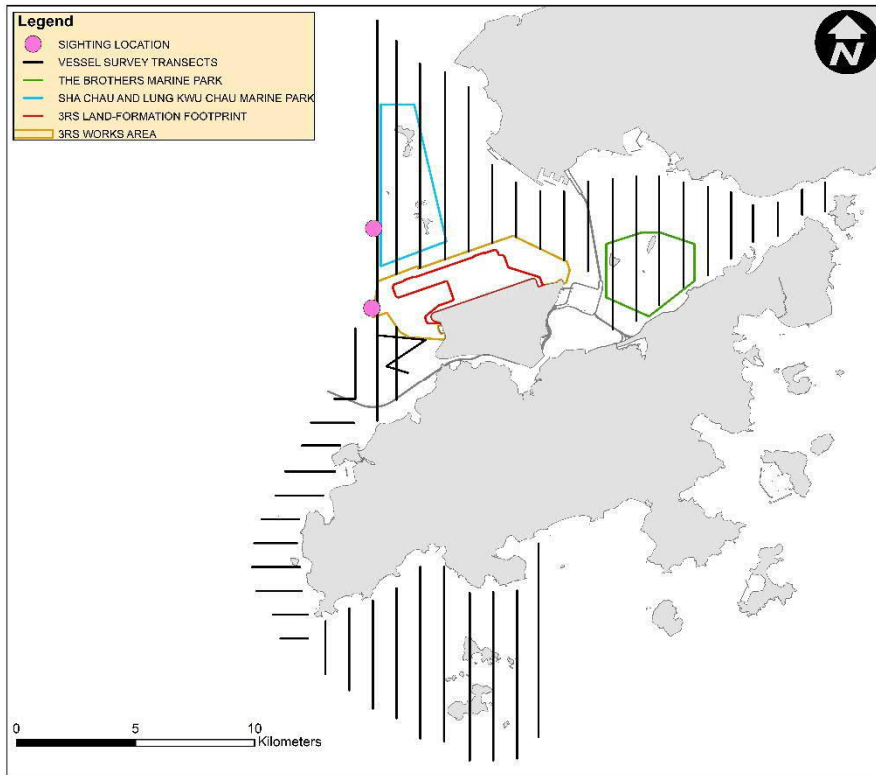 Legend
SIGHTING LOCATION
VESSEL SURVEY TRANSECTS
THE BROTHERS MARINE PARK
SHA CHAU AND LUNG KWU CHAU MARINE PARK
3RS LAND-FORMATION FOOTPRINT
3RS WORKS AREA
N
0 5 10
Kilometers